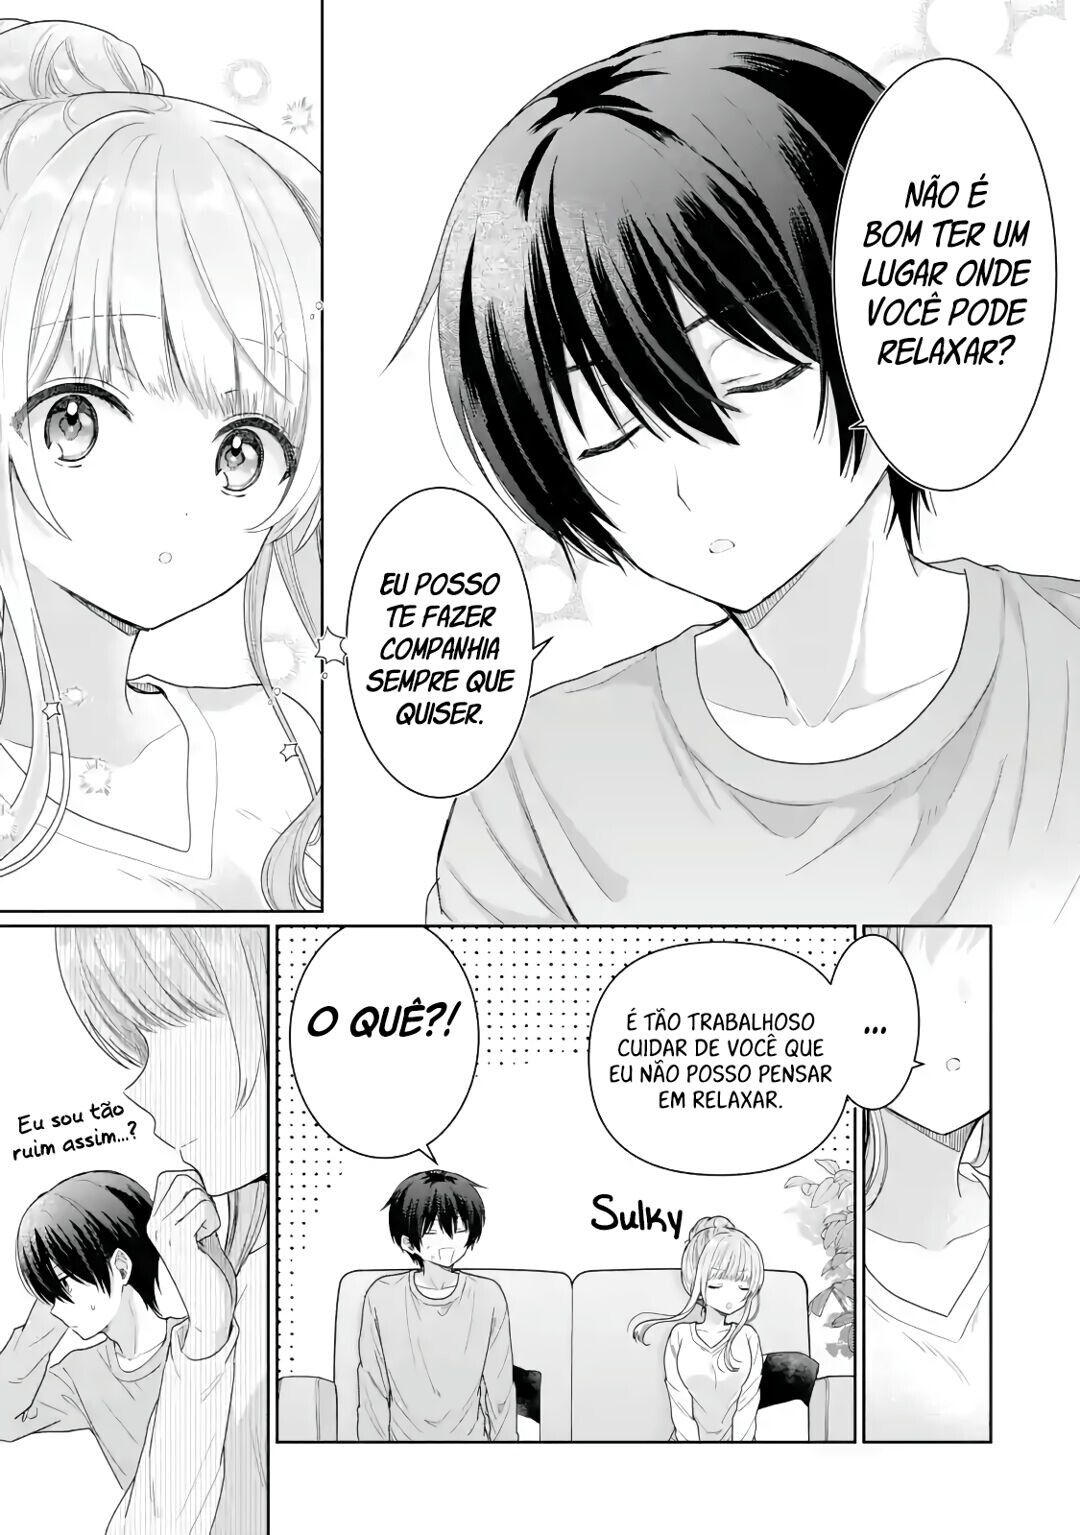 NÃO É
BOM TER UM
LUGAR ONDE
VOCÊ PODE
RELAXAR?
EU POSSO
TE FAZER
COMPANHIA
SEMPRE QUE
QUISER.
...
É TÃO TRABALHOSO
CUIDAR DE VOCÊ QUE
EU NÃO POSSO PENSAR
EM RELAXAR.
Sulky
O QUÊ?!
Eu sou tão
ruim assim...?